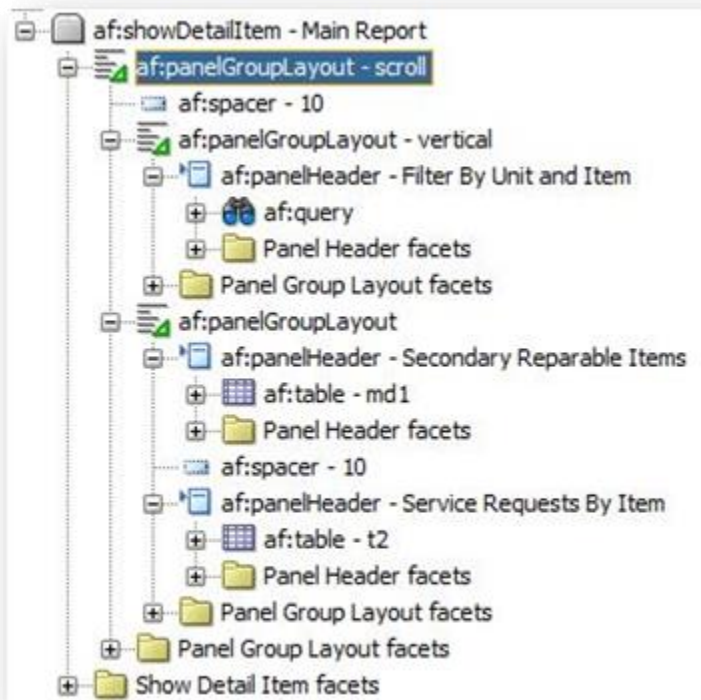 af:showDetailItem - Main Report
af:panelGroupLayout - scroll
af:spacer - 10
af:panelGroupLayout - vertical
af:panelHeader - Filter By Unit and Item
af:query
Panel Header facets
Panel Group Layout facets
af:panelGroupLayout
af:panelHeader - Secondary Reparable Items
af:table - md1
Panel Header facets
af:spacer - 10
af:panelHeader - Service Requests By Item
af:table - t2
Panel Header facets
Panel Group Layout facets
Panel Group Layout facets
Show Detail Item facets